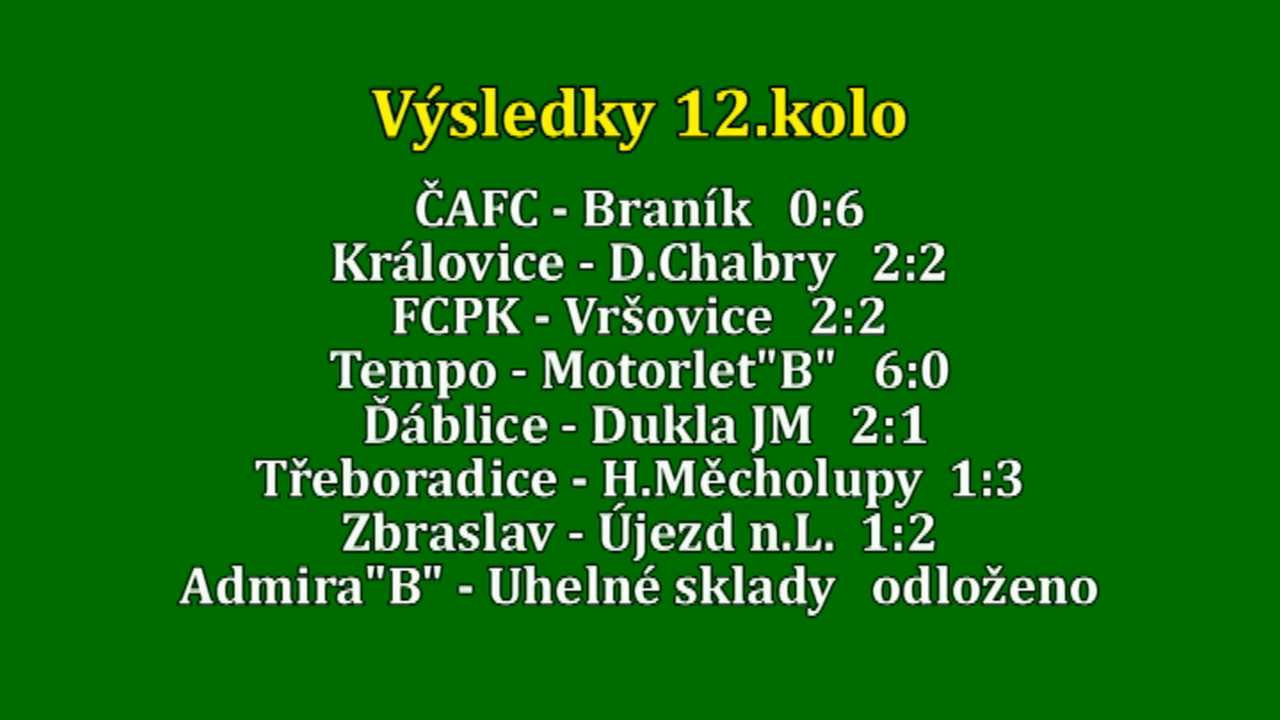 Výsledky 12.kolo
ČAFC - Braník 0:6
Královice - D.Chabry 2:2
FCPK - Vršovice 2:2
Tempo - Motorlet"B" 6:0
Ďáblice - Dukla JM 2:1
Třeboradice - H.Měcholupy 1:3
Zbraslav - Újezd n.L. 1:2
Admira"B" - Uhelné sklady odloženo